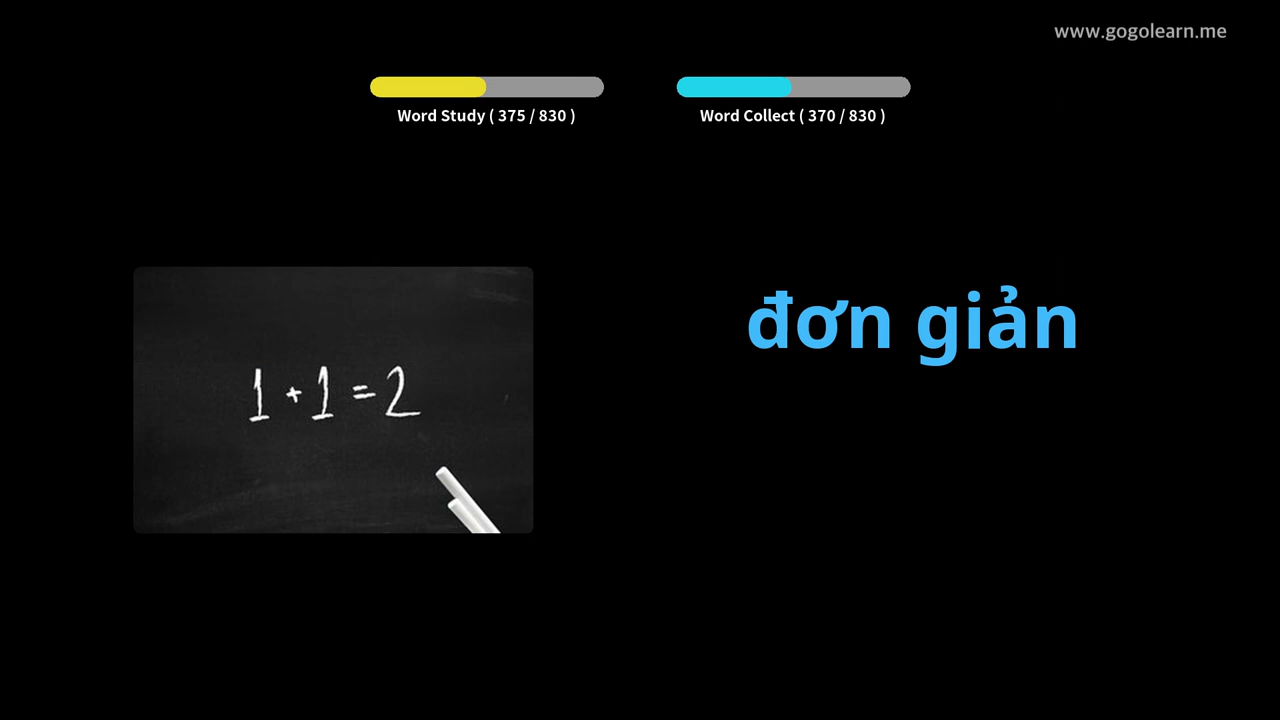 www.gogolearn.me
Word Study ( 375 / 830 )
Word Collect ( 370 / 830 )
đơn giản
1 + 1 = 2